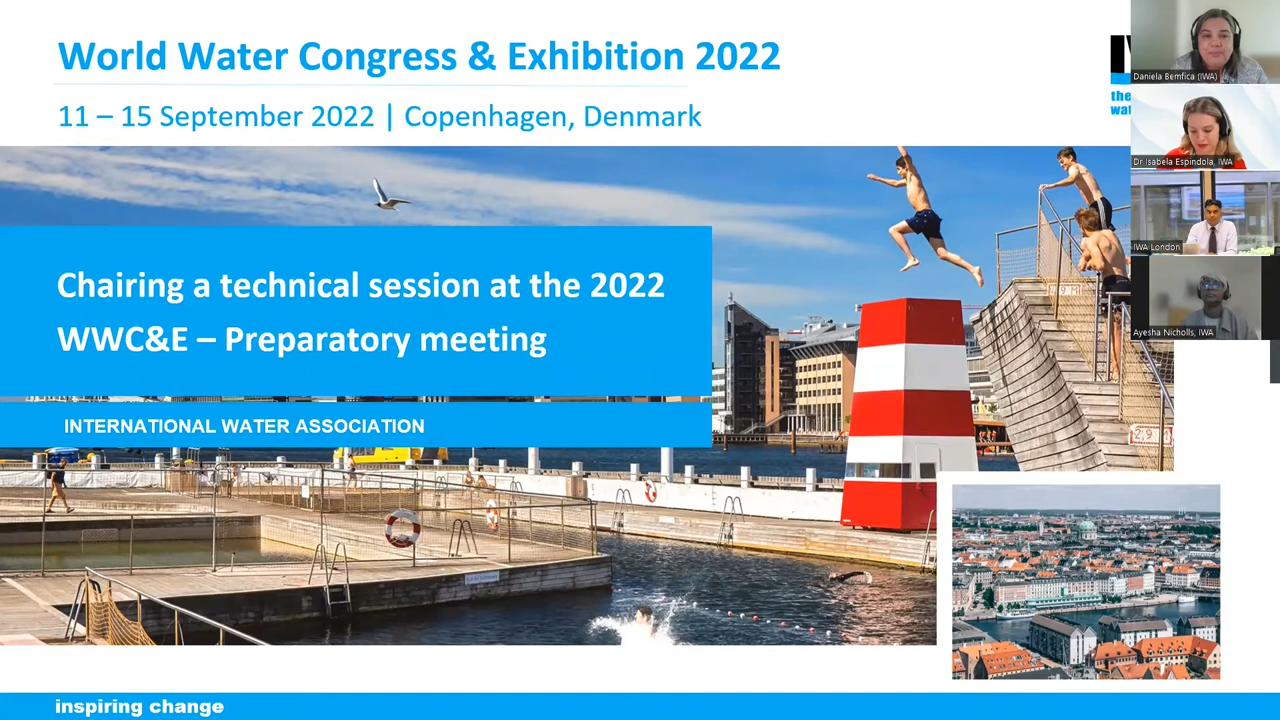 World Water Congress & Exhibition 2022
11 – 15 September 2022 | Copenhagen, Denmark
the
Daniela Bemfica (IWA)
Dr Isabela Espindola, IWA
IWA London
Ayesha Nicholls, IWA
Chairing a technical session at the 2022
WWC&E – Preparatory meeting
INTERNATIONAL WATER ASSOCIATION
inspiring change